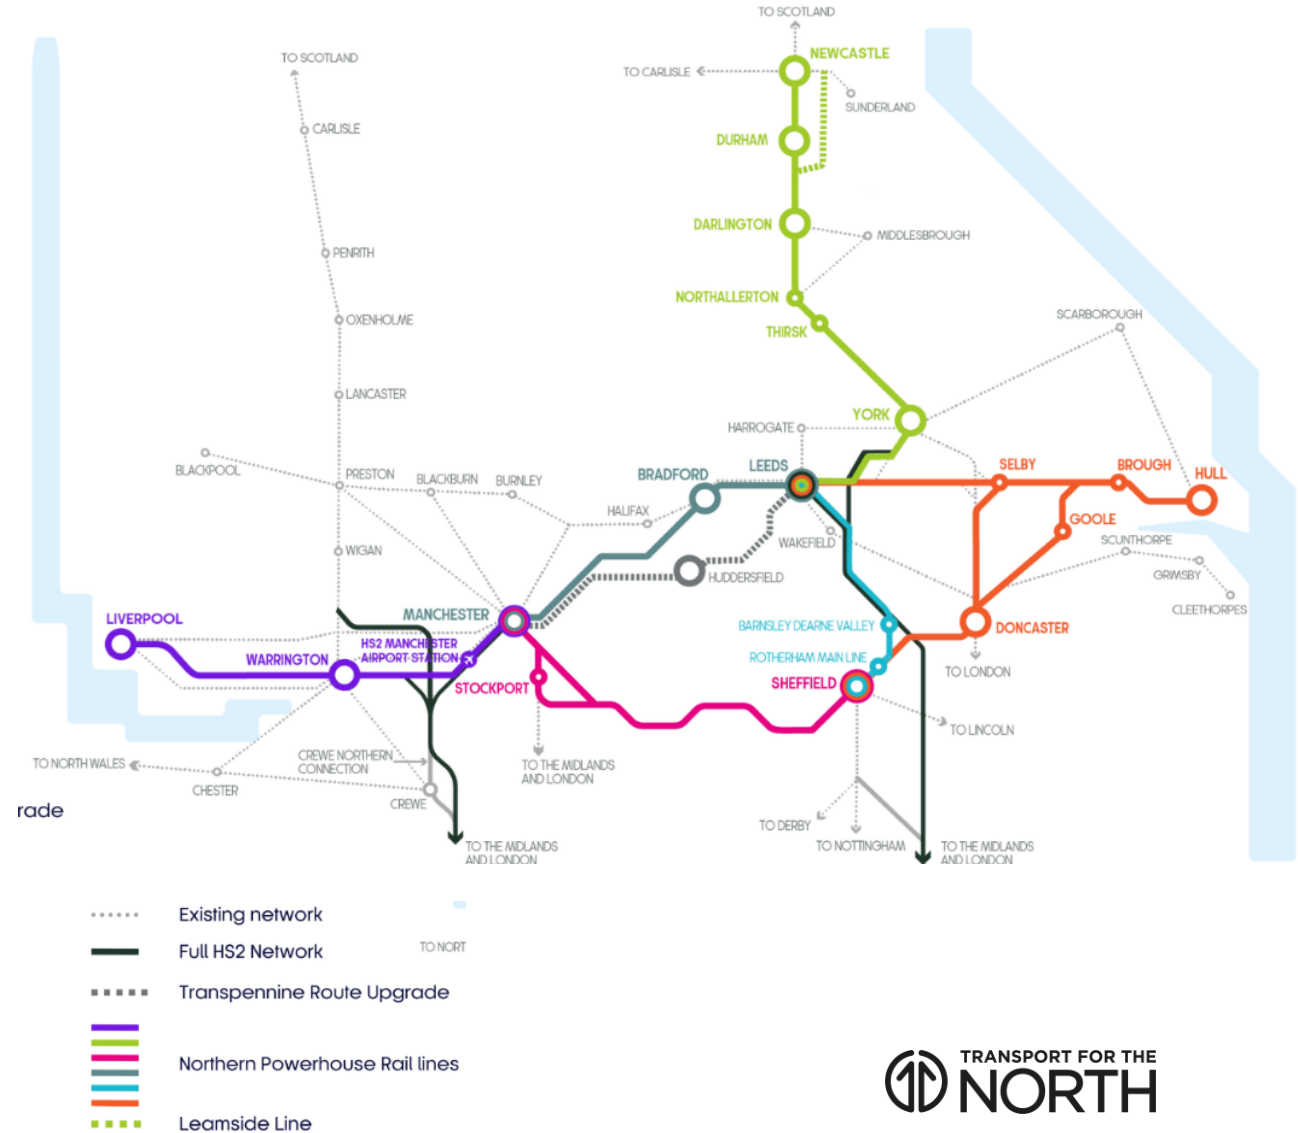 TO SCOTLAND
NEWCASTLE
TO SCOTLAND
TO CARLISLE
SUNDERLAND
CARLISLE
DURHAM
DARLINGTON
MIDDLESBROUGH
PENRITH
NORTHALLERTON
OXENHOLME
THIRSK
SCARBOROUGH
LANCASTER
YORK
HARROGATE
BLACKPOOL
PRESTON
BLACKBURN
BURNLEY
BRADFORD
LEEDS
SELBY
BROUGH
HULL
HALIFAX
GOOLE
WIGAN
WAKEFIELD
SCUNTHORPE
HUDDERSFIELD
GRIMSBY
CLEETHORPES
LIVERPOOL
MANCHESTER
BARNSLEY DEARNE VALLEY
DONCASTER
HS2 MANCHESTER
AIRPORT STATION
WARRINGTON
ROTHERHAM MAIN LINE
TO LONDON
STOCKPORT
SHEFFIELD
TO LINCOLN
CREWE NORTHERN
CONNECTION
TO NORTH WALES
TO THE MIDLANDS
AND LONDON
CHESTER
CREWE
rade
TO DERBY
TO THE MIDLANDS
AND LONDON
TO NOTTINGHAM
TO THE MIDLANDS
AND LONDON
Existing network
Full HS2 Network
TO NORT
Transpennine Route Upgrade
Northern Powerhouse Rail lines
Leamside Line
TRANSPORT FOR THE
NORTH